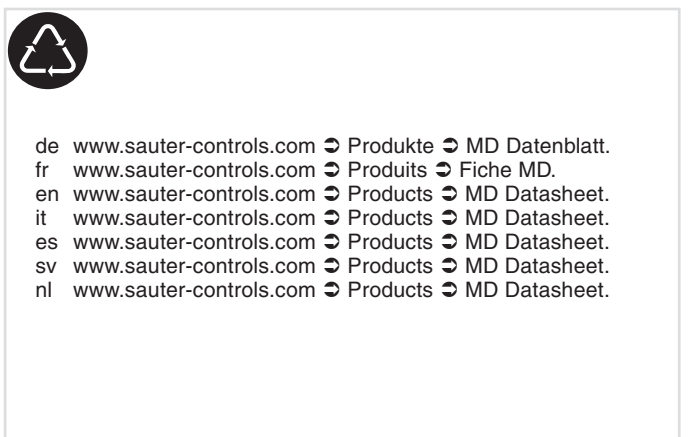 de www.sauter-controls.com ➲ Produkte ➲ MD Datenblatt.
fr www.sauter-controls.com ➲ Produits ➲ Fiche MD.
en www.sauter-controls.com ➲ Products ➲ MD Datasheet.
it www.sauter-controls.com ➲ Products ➲ MD Datasheet.
es www.sauter-controls.com ➲ Products ➲ MD Datasheet.
sv www.sauter-controls.com ➲ Products ➲ MD Datasheet.
nl www.sauter-controls.com ➲ Products ➲ MD Datasheet.